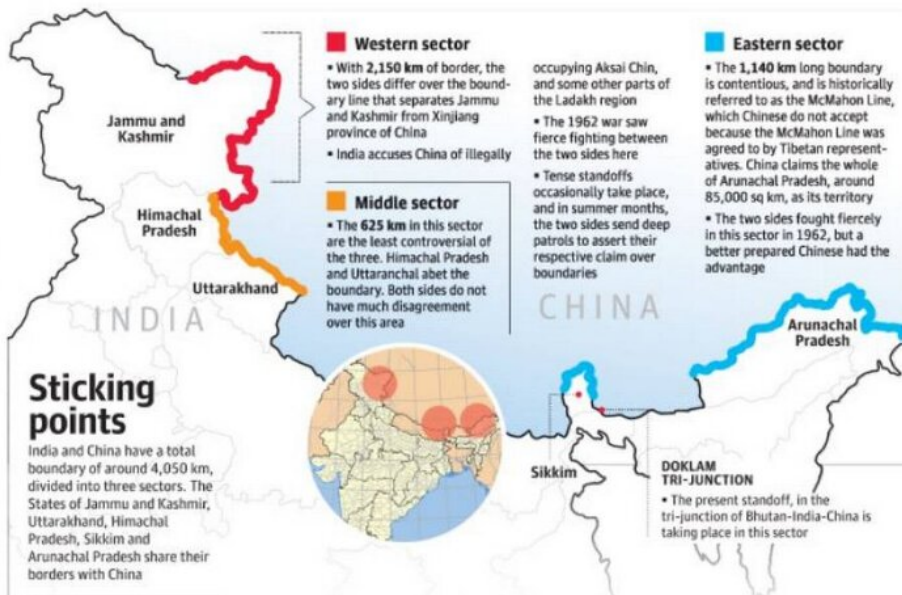 Western sector
▪ With 2,150 km of border, the
two sides differ over the bound-
ary line that separates Jammu
and Kashmir from Xinjiang
province of China
▪ India accuses China of illegally
occupying Aksai Chin,
and some other parts of
the Ladakh region
▪ The 1962 war saw
fierce fighting between
the two sides here
▪ Tense standoffs
occasionally take place,
and in summer months,
the two sides send deep
patrols to assert their
respective claim over
boundaries
Middle sector
▪ The 625 km in this sector
are the least controversial of
the three. Himachal Pradesh
and Uttaranchal abet the
boundary. Both sides do not
have much disagreement
over this area
Eastern sector
▪ The 1,140 km long boundary
is contentious, and is historically
referred to as the McMahon Line,
which Chinese do not accept
because the McMahon Line was
agreed to by Tibetan represent-
atives. China claims the whole
of Arunachal Pradesh, around
85,000 sq km, as its territory
▪ The two sides fought fiercely
in this sector in 1962, but a
better prepared Chinese had the
advantage
Jammu and
Kashmir
Himachal
Pradesh
Uttarakhand
INDIA
CHINA
Arunachal
Pradesh
Sikkim
Sticking
points
India and China have a total
boundary of around 4,050 km,
divided into three sectors. The
States of Jammu and Kashmir,
Uttarakhand, Himachal
Pradesh, Sikkim and
Arunachal Pradesh share their
borders with China
DOKLAM
TRI-JUNCTION
▪ The present standoff, in the
tri-junction of Bhutan-India-China is
taking place in this sector